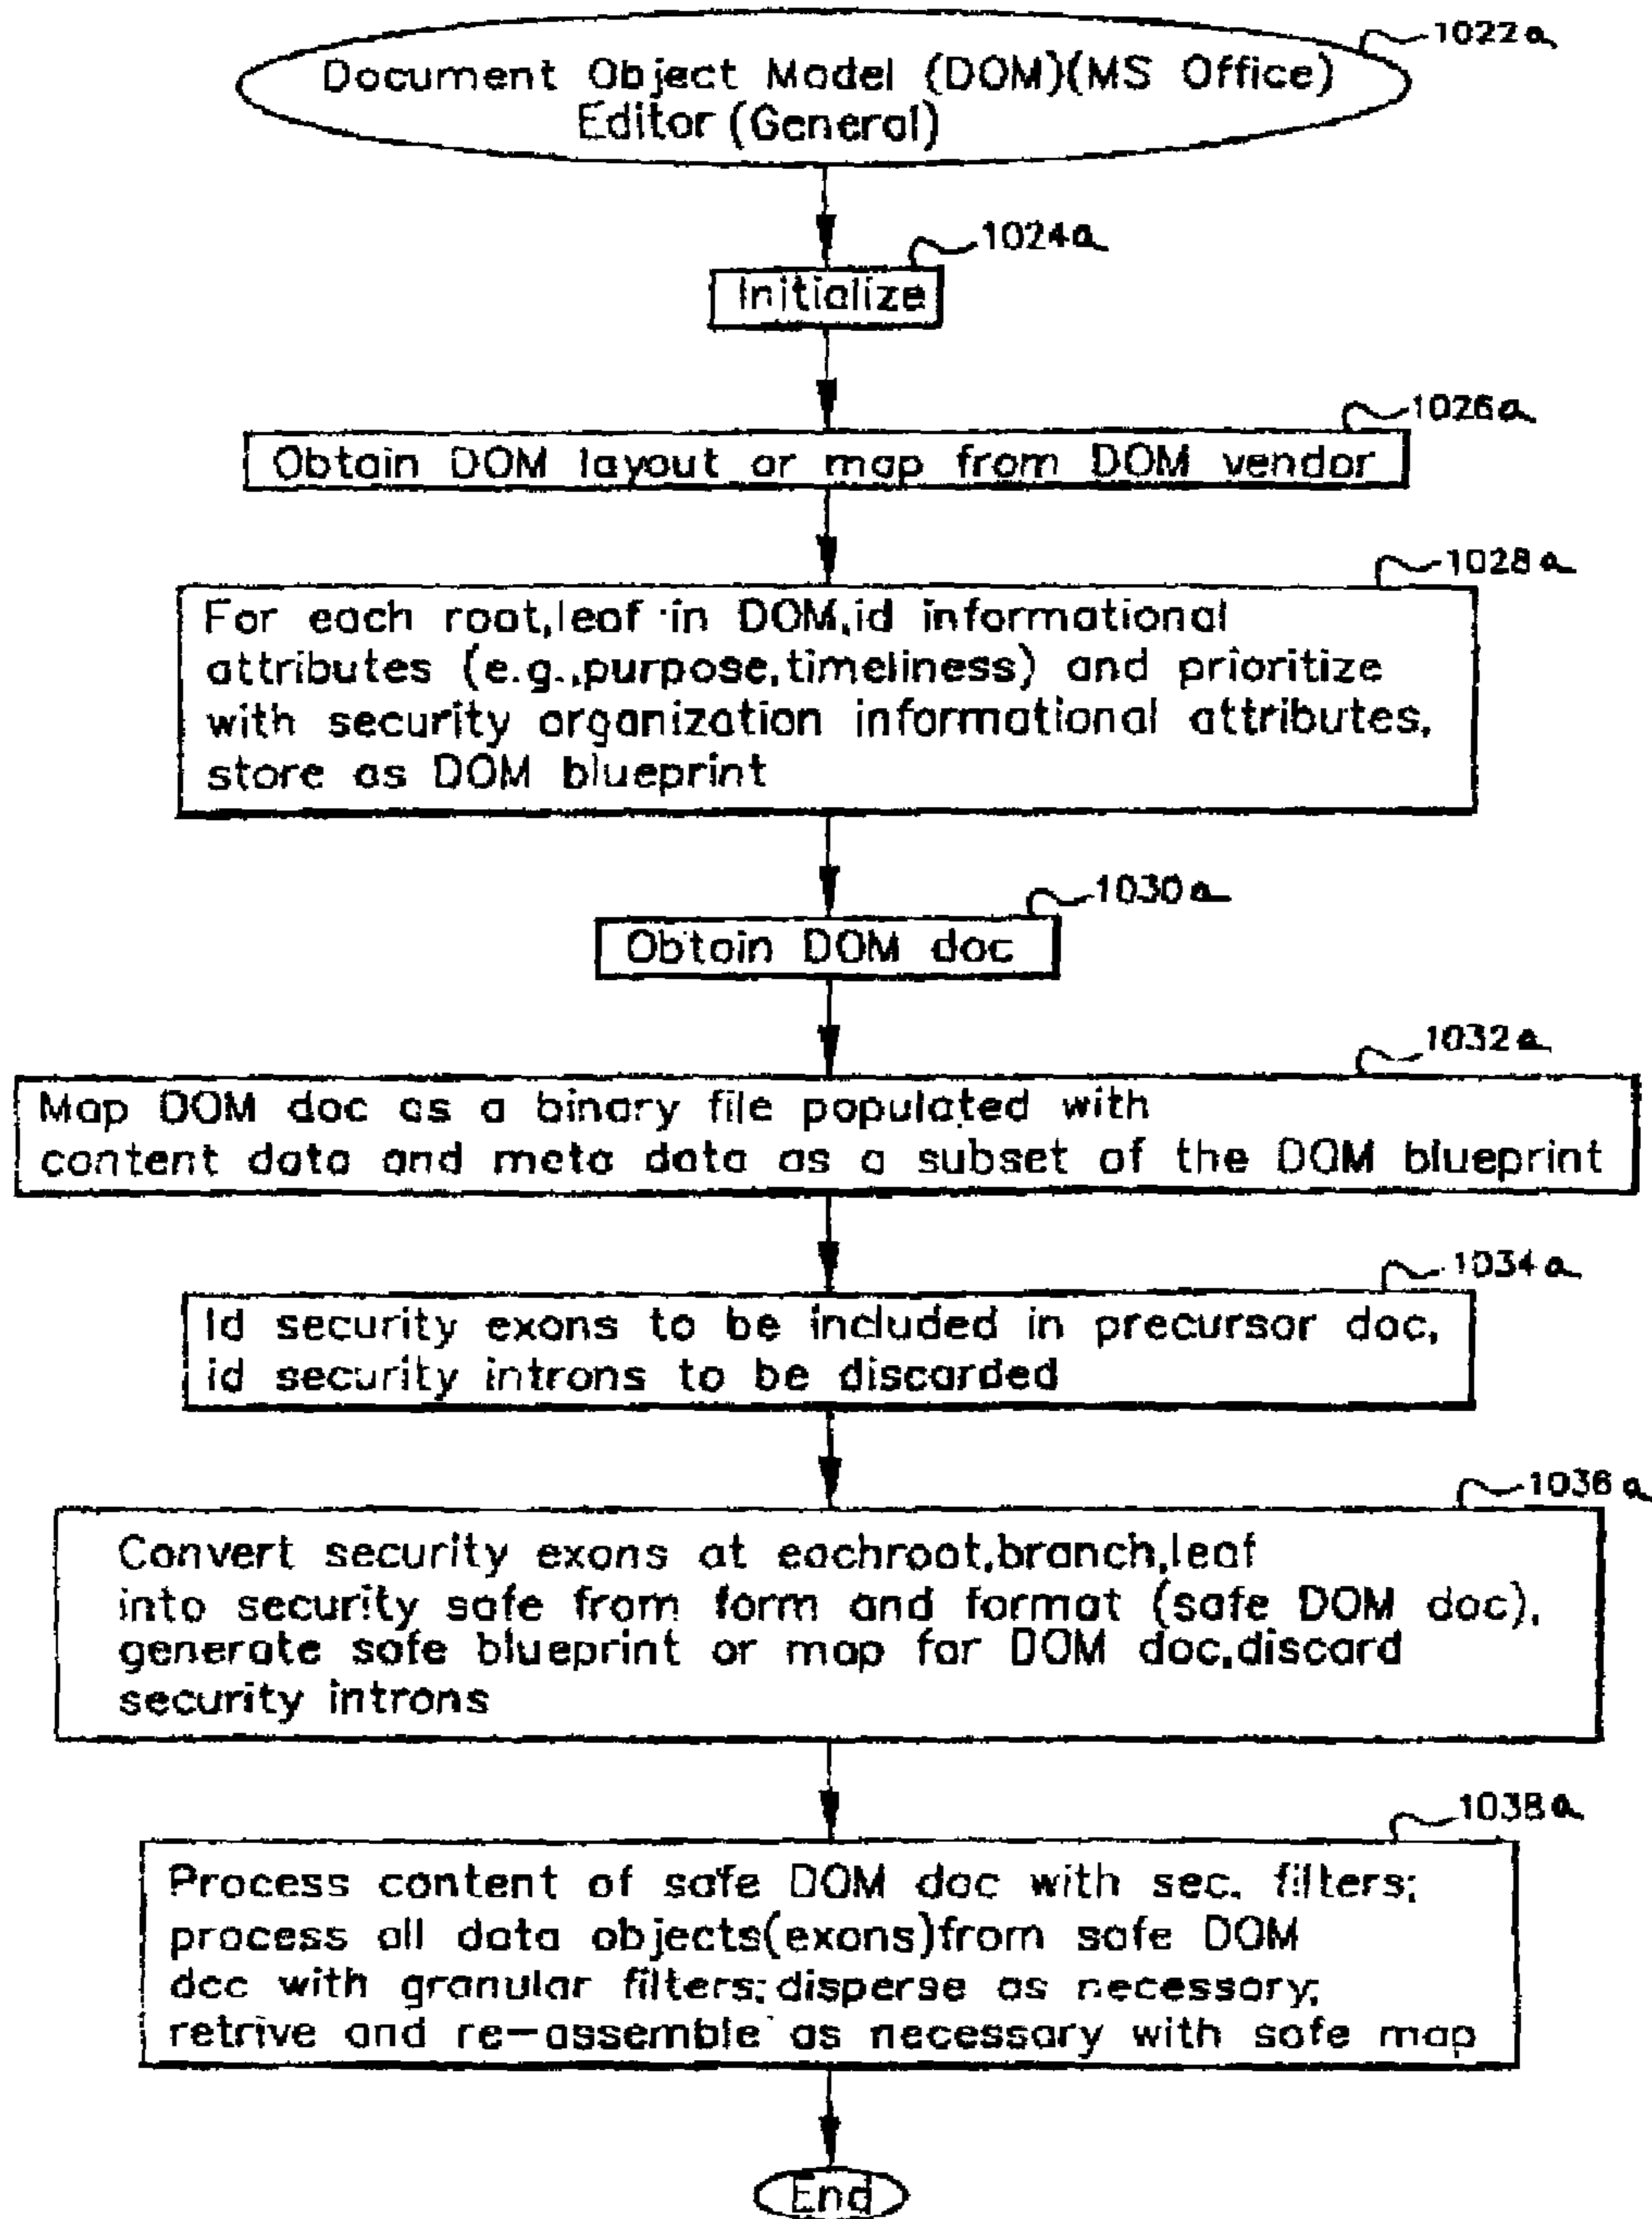 1022a
Document Object Model (DOM)(MS Office)
Editor (General)
1024a
Initialize
1026a
Obtain DOM layout or map from DOM vendor
1028a
For each root,leaf in DOM,id informational
attributes (e.g.,purpose,timeliness) and prioritize
with security organization informational attributes,
store as DOM blueprint
1030a
Obtain DOM doc
1032a
Map DOM doc as a binary file populated with
content data and meta data as a subset of the DOM blueprint
1034a
Id security exons to be included in precursor doc,
id security introns to be discarded
1036a
Convert security exons at eachroot,branch,leaf
into security safe from form and format (safe DOM doc),
generate safe blueprint or map for DOM doc,discard
security introns
1038a
Process content of safe DOM doc with sec. filters;
process all data objects(exons)from safe DOM
doc with granular filters;disperse as necessary;
retrive and re-assemble as necessary with safe map
End